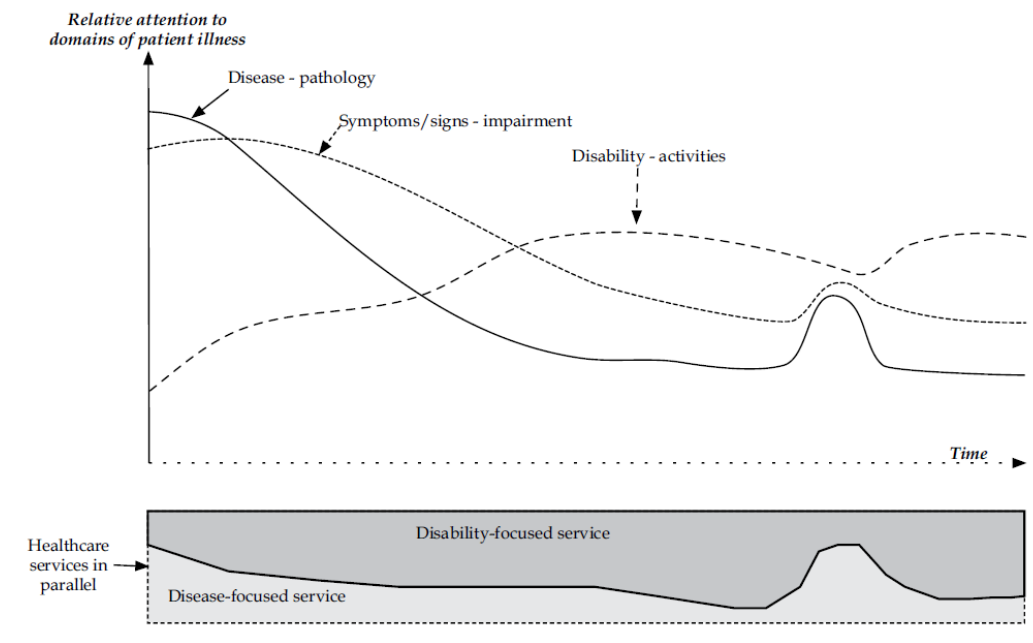 Relative attention to
domains of patient illness
Disease - pathology
Symptoms/signs - impairment
Disability - activities
Time
Disability-focused service
Healthcare
services in
parallel
Disease-focused service